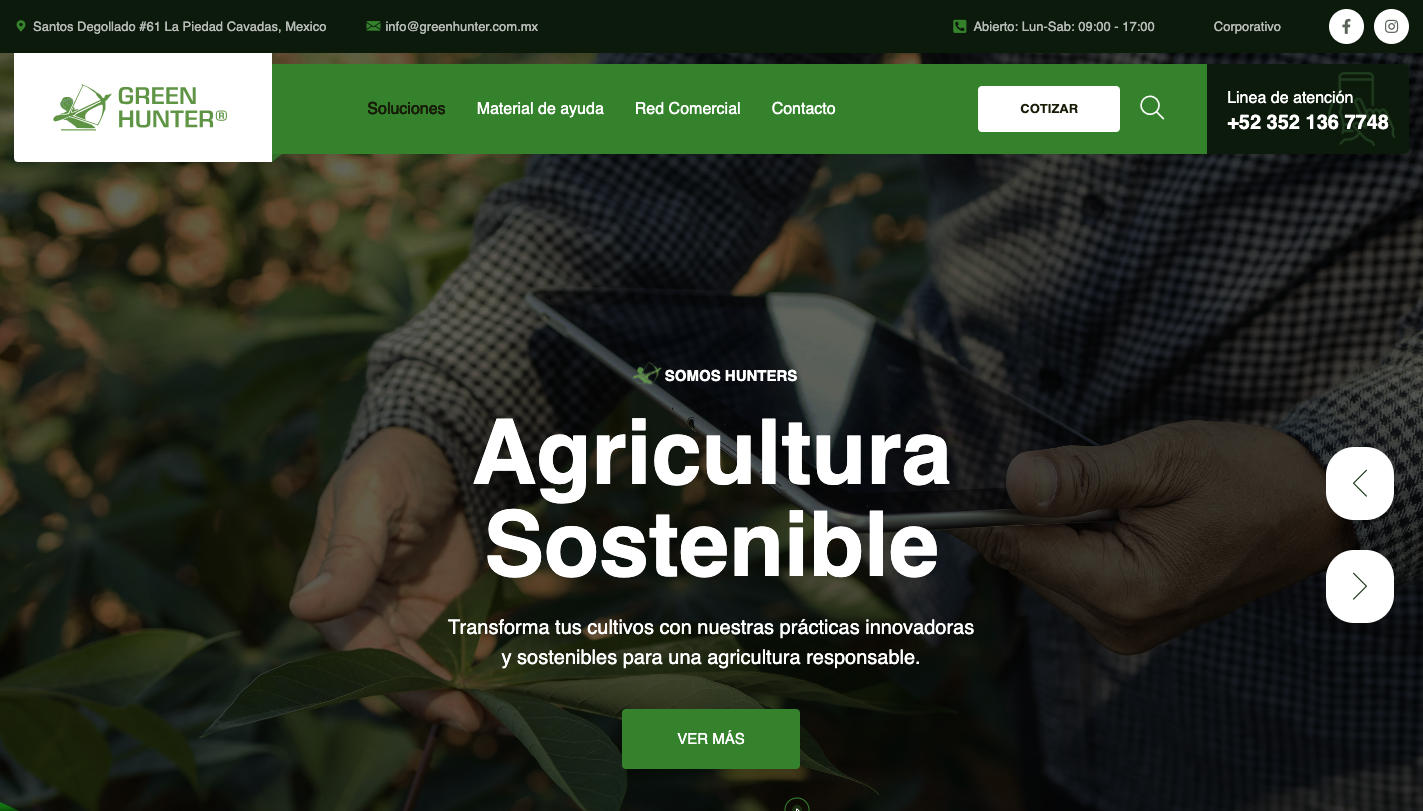 Santos Degollado #61 La Piedad Cavadas, Mexico
info@greenhunter.com.mx
Abierto: Lun-Sab: 09:00 - 17:00
Corporativo
GREEN
HUNTER®
Soluciones
Material de ayuda
Red Comercial
Contacto
COTIZAR
Linea de atención
+52 352 136 7748
SOMOS HUNTERS
Agricultura
Sostenible
Transforma tus cultivos con nuestras prácticas innovadoras
y sostenibles para una agricultura responsable.
VER MÁS